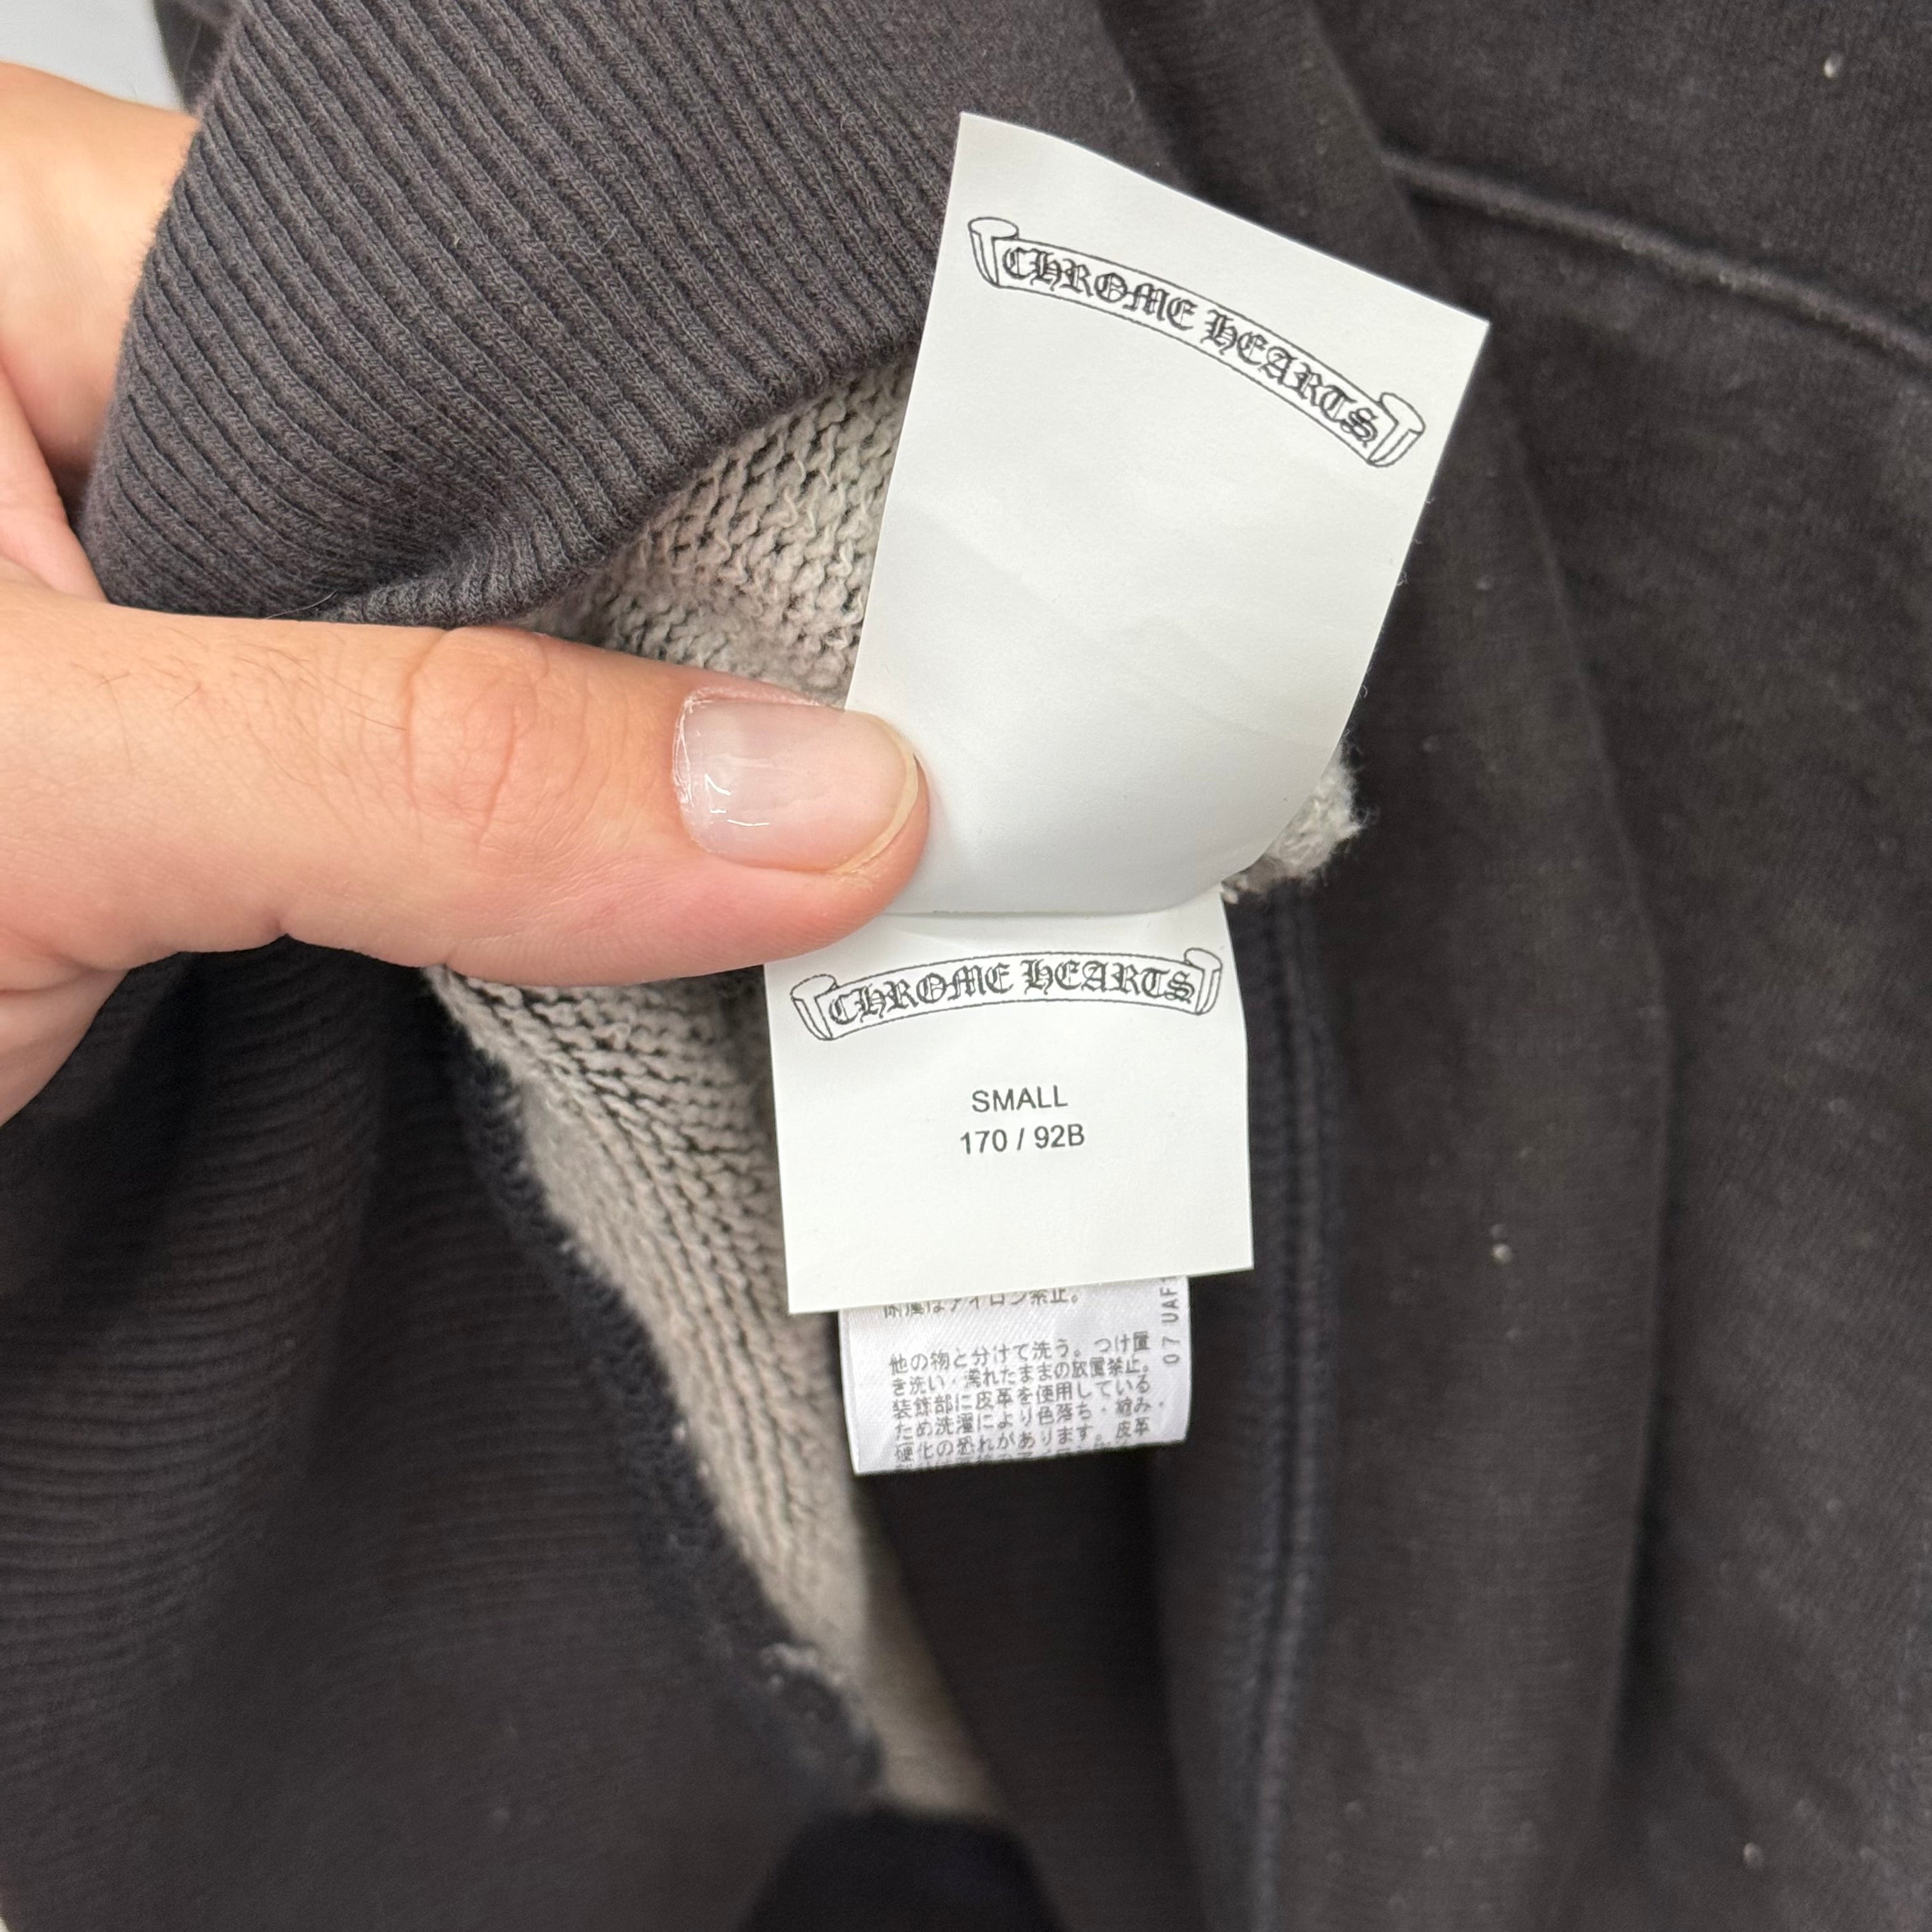 CHROME HEARTS
CHROME HEARTS
SMALL
170 / 92B
他の物と分けて洗う。つけ置
き洗い・濡れたままの放置禁止。
装飾部に皮革を使用している
ため洗濯により色落ち・縮み・
硬化の恐れがあります。皮革
07 UAF